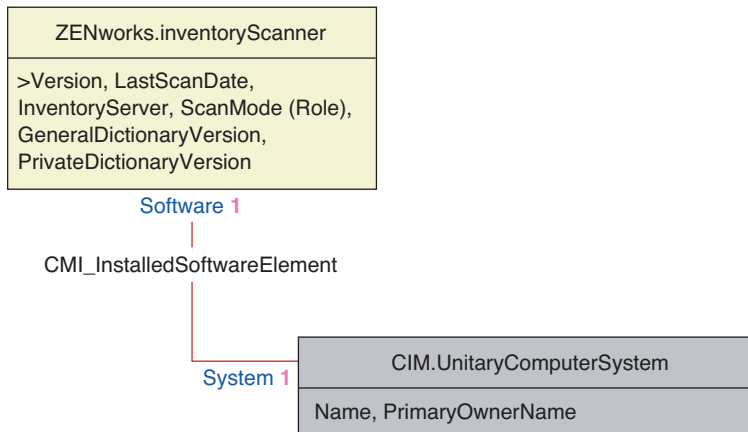 ZENworks.inventoryScanner
>Version, LastScanDate,
InventoryServer, ScanMode (Role),
GeneralDictionaryVersion,
PrivateDictionaryVersion
Software 1
CMI_InstalledSoftwareElement
System 1
CIM.UnitaryComputerSystem
Name, PrimaryOwnerName